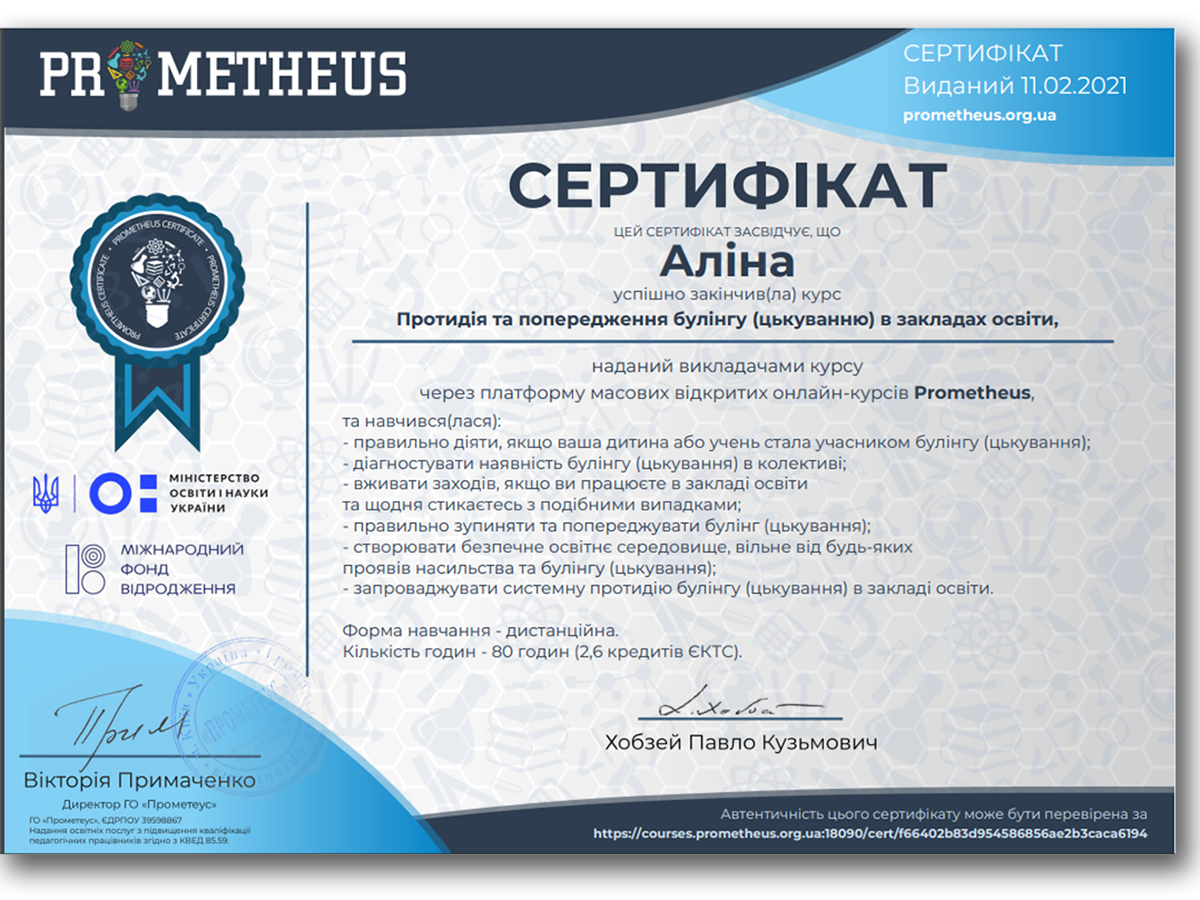 PROMETHEUS
СЕРТИФІКАТ
Виданий 11.02.2021
prometheus.org.ua
СЕРТИФІКАТ
ЦЕЙ СЕРТИФІКАТ ЗАСВІДЧУЄ, ЩО
Аліна
успішно закінчив(ла) курс
Протидія та попередження булінгу (цькуванню) в закладах освіти,
наданий викладачами курсу
через платформу масових відкритих онлайн-курсів Prometheus,
та навчився(лася):
- правильно діяти, якщо ваша дитина або учень стала учасником булінгу (цькування);
- діагностувати наявність булінгу (цькування) в колективі;
- вживати заходів, якщо ви працюєте в закладі освіти
та щодня стикаєтесь з подібними випадками;
- правильно зупиняти та попереджувати булінг (цькування);
- створювати безпечне освітнє середовище, вільне від будь-яких
проявів насильства та булінгу (цькування);
- запроваджувати системну протидію булінгу (цькування) в закладі освіти.
Форма навчання - дистанційна.
Кількість годин - 80 годин (2,6 кредитів ЄКТС).
Хобзей Павло Кузьмович
PROMETHEUS CERTIFICATE • PROMETHEUS CERTIFICATE • PROMETHEUS CERTIFICATE
МІНІСТЕРСТВО
ОСВІТИ І НАУКИ
УКРАЇНИ
МІЖНАРОДНИЙ
ФОНД
ВІДРОДЖЕННЯ
Вікторія Примаченко
Директор ГО «Прометеус»
ГО «Прометеус», ЄДРПОУ 39598867
Надання освітніх послуг з підвищення кваліфікації
педагогічних працівників згідно з КВЕД 85.59.
Автентичність цього сертифікату може бути перевірена за
https://courses.prometheus.org.ua:18090/cert/f66402b83d954586856ae2b3caca6194